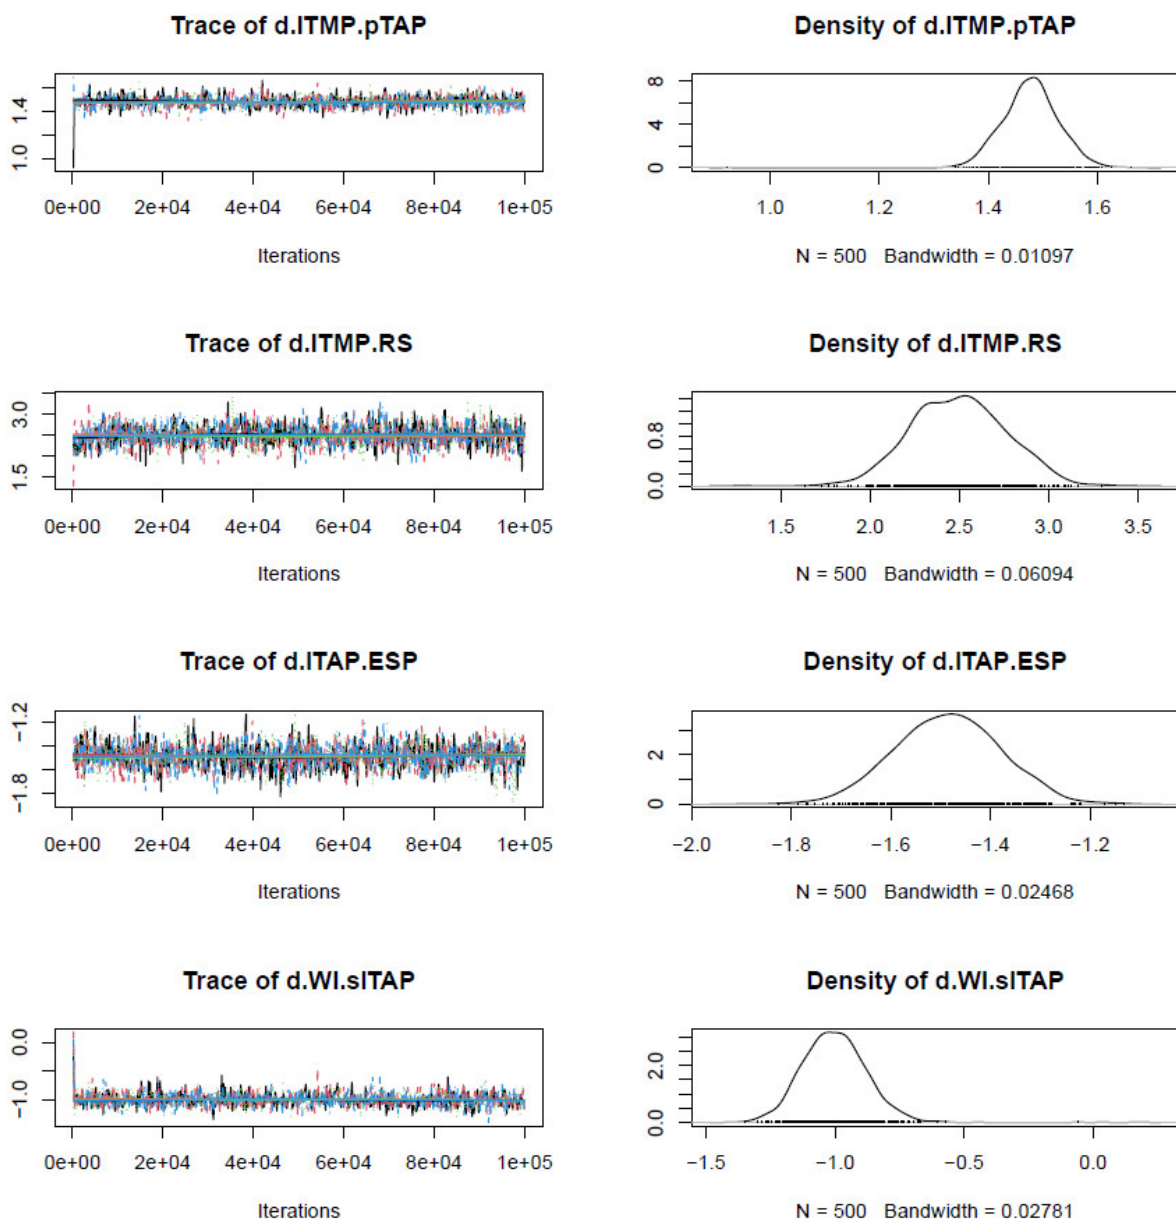 Trace of d.ITMP.pTAP
Density of d.ITMP.pTAP
1.0 1.4
0e+00 2e+04 4e+04 6e+04 8e+04 1e+05
Iterations
0 4 8
1.0 1.2 1.4 1.6
N = 500 Bandwidth = 0.01097
Trace of d.ITMP.RS
Density of d.ITMP.RS
1.5 3.0
0e+00 2e+04 4e+04 6e+04 8e+04 1e+05
Iterations
0.0 0.8
1.5 2.0 2.5 3.0 3.5
N = 500 Bandwidth = 0.06094
Trace of d.ITAP.ESP
Density of d.ITAP.ESP
−1.8 −1.2
0e+00 2e+04 4e+04 6e+04 8e+04 1e+05
Iterations
0 2
−2.0 −1.8 −1.6 −1.4 −1.2
N = 500 Bandwidth = 0.02468
Trace of d.WI.sITAP
Density of d.WI.sITAP
−1.0 0.0
0e+00 2e+04 4e+04 6e+04 8e+04 1e+05
Iterations
0.0 2.0
−1.5 −1.0 −0.5 0.0
N = 500 Bandwidth = 0.02781